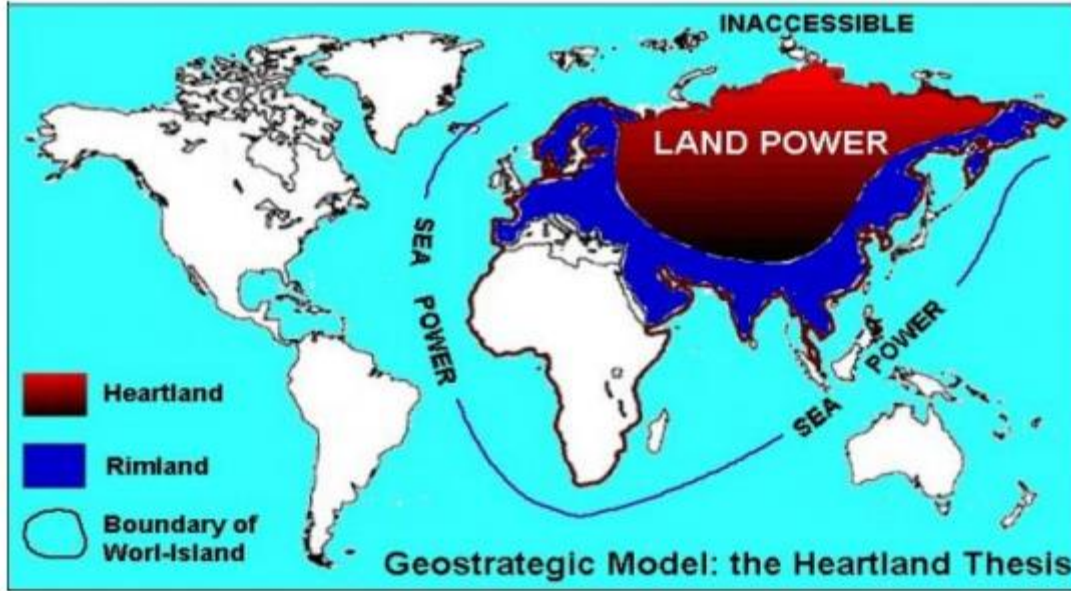 INACCESSIBLE
LAND POWER
SEA POWER
SEA POWER
Heartland
Rimland
Boundary of
Worl-Island
Geostrategic Model: the Heartland Thesis